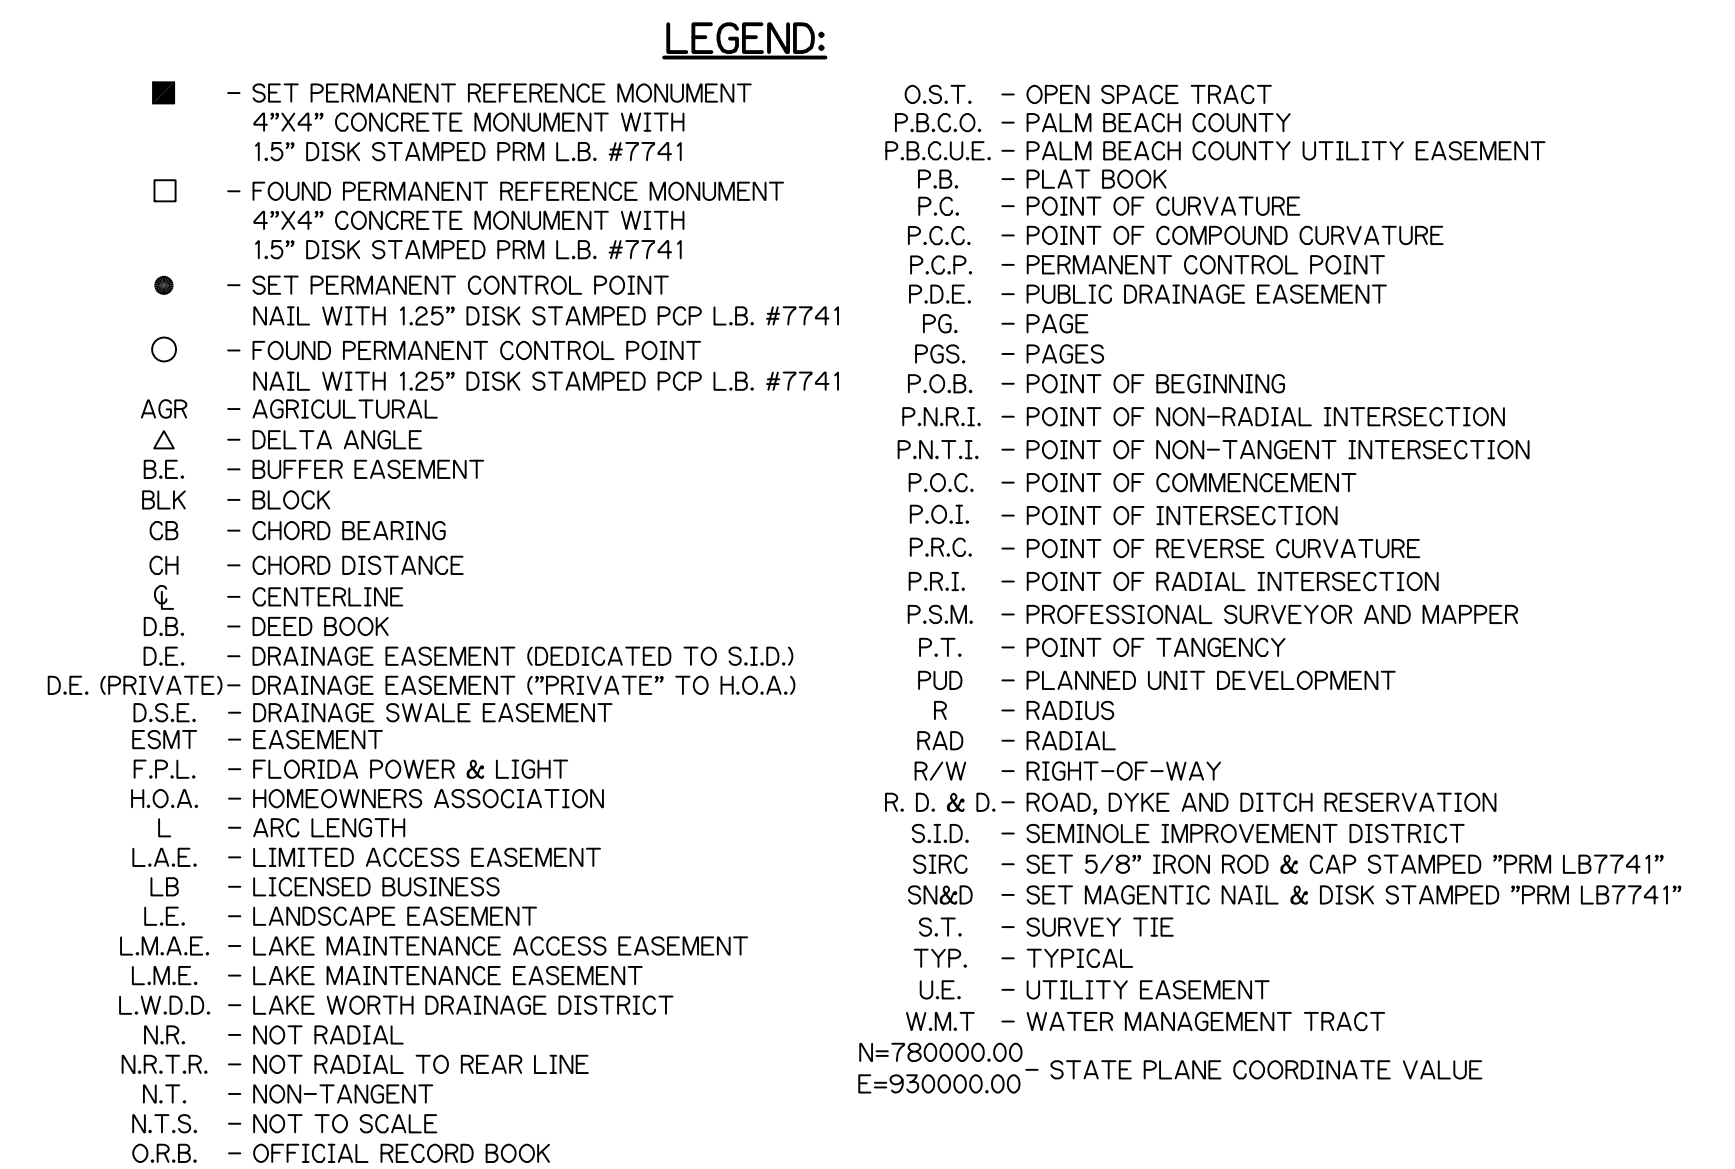 LEGEND:
- SET PERMANENT REFERENCE MONUMENT
4"X4" CONCRETE MONUMENT WITH
1.5" DISK STAMPED PRM L.B. #7741
- FOUND PERMANENT REFERENCE MONUMENT
4"X4" CONCRETE MONUMENT WITH
1.5" DISK STAMPED PRM L.B. #7741
- SET PERMANENT CONTROL POINT
NAIL WITH 1.25" DISK STAMPED PCP L.B. #7741
- FOUND PERMANENT CONTROL POINT
NAIL WITH 1.25" DISK STAMPED PCP L.B. #7741
AGR - AGRICULTURAL
△ - DELTA ANGLE
B.E. - BUFFER EASEMENT
BLK - BLOCK
CB - CHORD BEARING
CH - CHORD DISTANCE
℄ - CENTERLINE
D.B. - DEED BOOK
D.E. - DRAINAGE EASEMENT (DEDICATED TO S.I.D.)
D.E. (PRIVATE) - DRAINAGE EASEMENT ("PRIVATE" TO H.O.A.)
D.S.E. - DRAINAGE SWALE EASEMENT
ESMT - EASEMENT
F.P.L. - FLORIDA POWER & LIGHT
H.O.A. - HOMEOWNERS ASSOCIATION
L - ARC LENGTH
L.A.E. - LIMITED ACCESS EASEMENT
LB - LICENSED BUSINESS
L.E. - LANDSCAPE EASEMENT
L.M.A.E. - LAKE MAINTENANCE ACCESS EASEMENT
L.M.E. - LAKE MAINTENANCE EASEMENT
L.W.D.D. - LAKE WORTH DRAINAGE DISTRICT
N.R. - NOT RADIAL
N.R.T.R. - NOT RADIAL TO REAR LINE
N.T. - NON-TANGENT
N.T.S. - NOT TO SCALE
O.R.B. - OFFICIAL RECORD BOOK
O.S.T. - OPEN SPACE TRACT
P.B.C.O. - PALM BEACH COUNTY
P.B.C.U.E. - PALM BEACH COUNTY UTILITY EASEMENT
P.B. - PLAT BOOK
P.C. - POINT OF CURVATURE
P.C.C. - POINT OF COMPOUND CURVATURE
P.C.P. - PERMANENT CONTROL POINT
P.D.E. - PUBLIC DRAINAGE EASEMENT
PG. - PAGE
PGS. - PAGES
P.O.B. - POINT OF BEGINNING
P.N.R.I. - POINT OF NON-RADIAL INTERSECTION
P.N.T.I. - POINT OF NON-TANGENT INTERSECTION
P.O.C. - POINT OF COMMENCEMENT
P.O.I. - POINT OF INTERSECTION
P.R.C. - POINT OF REVERSE CURVATURE
P.R.I. - POINT OF RADIAL INTERSECTION
P.S.M. - PROFESSIONAL SURVEYOR AND MAPPER
P.T. - POINT OF TANGENCY
PUD - PLANNED UNIT DEVELOPMENT
R - RADIUS
RAD - RADIAL
R/W - RIGHT-OF-WAY
R. D. & D. - ROAD, DYKE AND DITCH RESERVATION
S.I.D. - SEMINOLE IMPROVEMENT DISTRICT
SIRC - SET 5/8" IRON ROD & CAP STAMPED "PRM LB7741"
SN&D - SET MAGENTIC NAIL & DISK STAMPED "PRM LB7741"
S.T. - SURVEY TIE
TYP. - TYPICAL
U.E. - UTILITY EASEMENT
W.M.T - WATER MANAGEMENT TRACT
N=780000.00
E=930000.00 - STATE PLANE COORDINATE VALUE